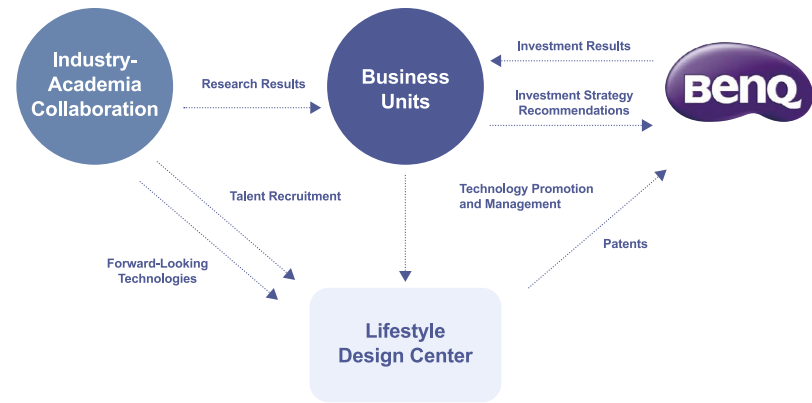 Industry-
Academia
Collaboration
Research Results
Business
Units
Investment Results
Investment Strategy
Recommendations
BenQ
Talent Recruitment
Technology Promotion
and Management
Forward-Looking
Technologies
Patents
Lifestyle
Design Center